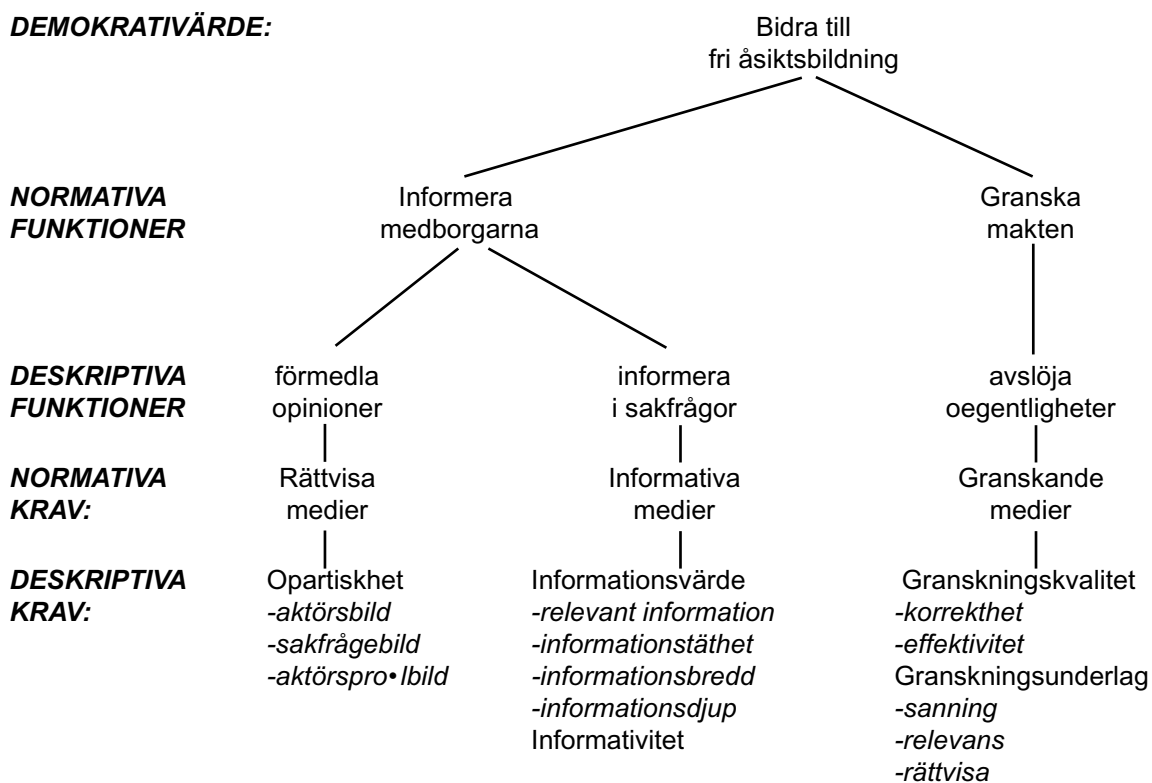 DEMOKRATIVÄRDE:
Bidra till
fri åsiktsbildning
NORMATIVA
FUNKTIONER
Informera
medborgarna
Granska
makten
DESKRIPTIVA
FUNKTIONER
förmedla
opinioner
informera
i sakfrågor
avslöja
oegentligheter
NORMATIVA
KRAV:
Rättvisa
medier
Informativa
medier
Granskande
medier
DESKRIPTIVA
KRAV:
Opartiskhet
-aktörsbild
-sakfrågebild
-aktörspro•lbild
Informationsvärde
-relevant information
-informationstäthet
-informationsbredd
-informationsdjup
Informativitet
Granskningskvalitet
-korrekthet
-effektivitet
Granskningsunderlag
-sanning
-relevans
-rättvisa